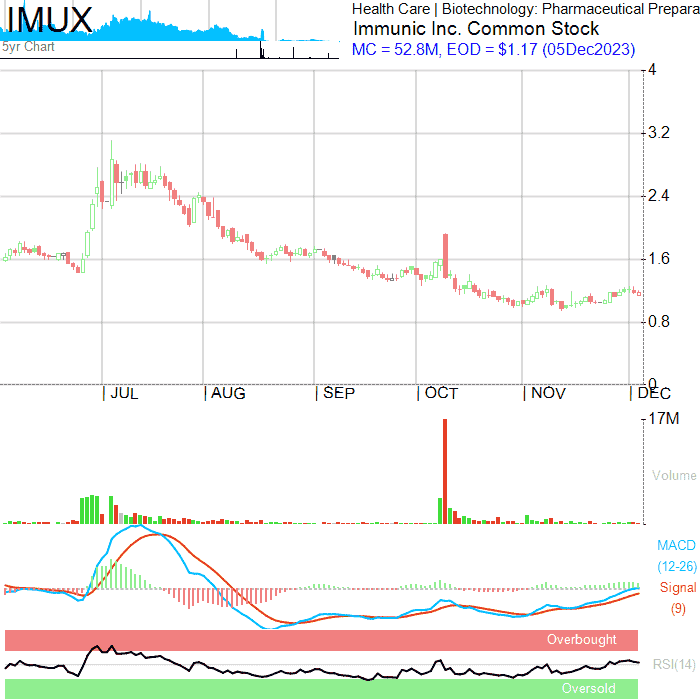 IMUX
5yr Chart
Health Care | Biotechnology: Pharmaceutical Prepara
Immunic Inc. Common Stock
MC = 52.8M, EOD = $1.17 (05Dec2023)
4
3.2
2.4
1.6
0.8
0
| JUL | AUG | SEP | OCT | NOV | DEC
17M
Volume
MACD
(12-26)
Signal
(9)
Overbought
RSI(14)
Oversold